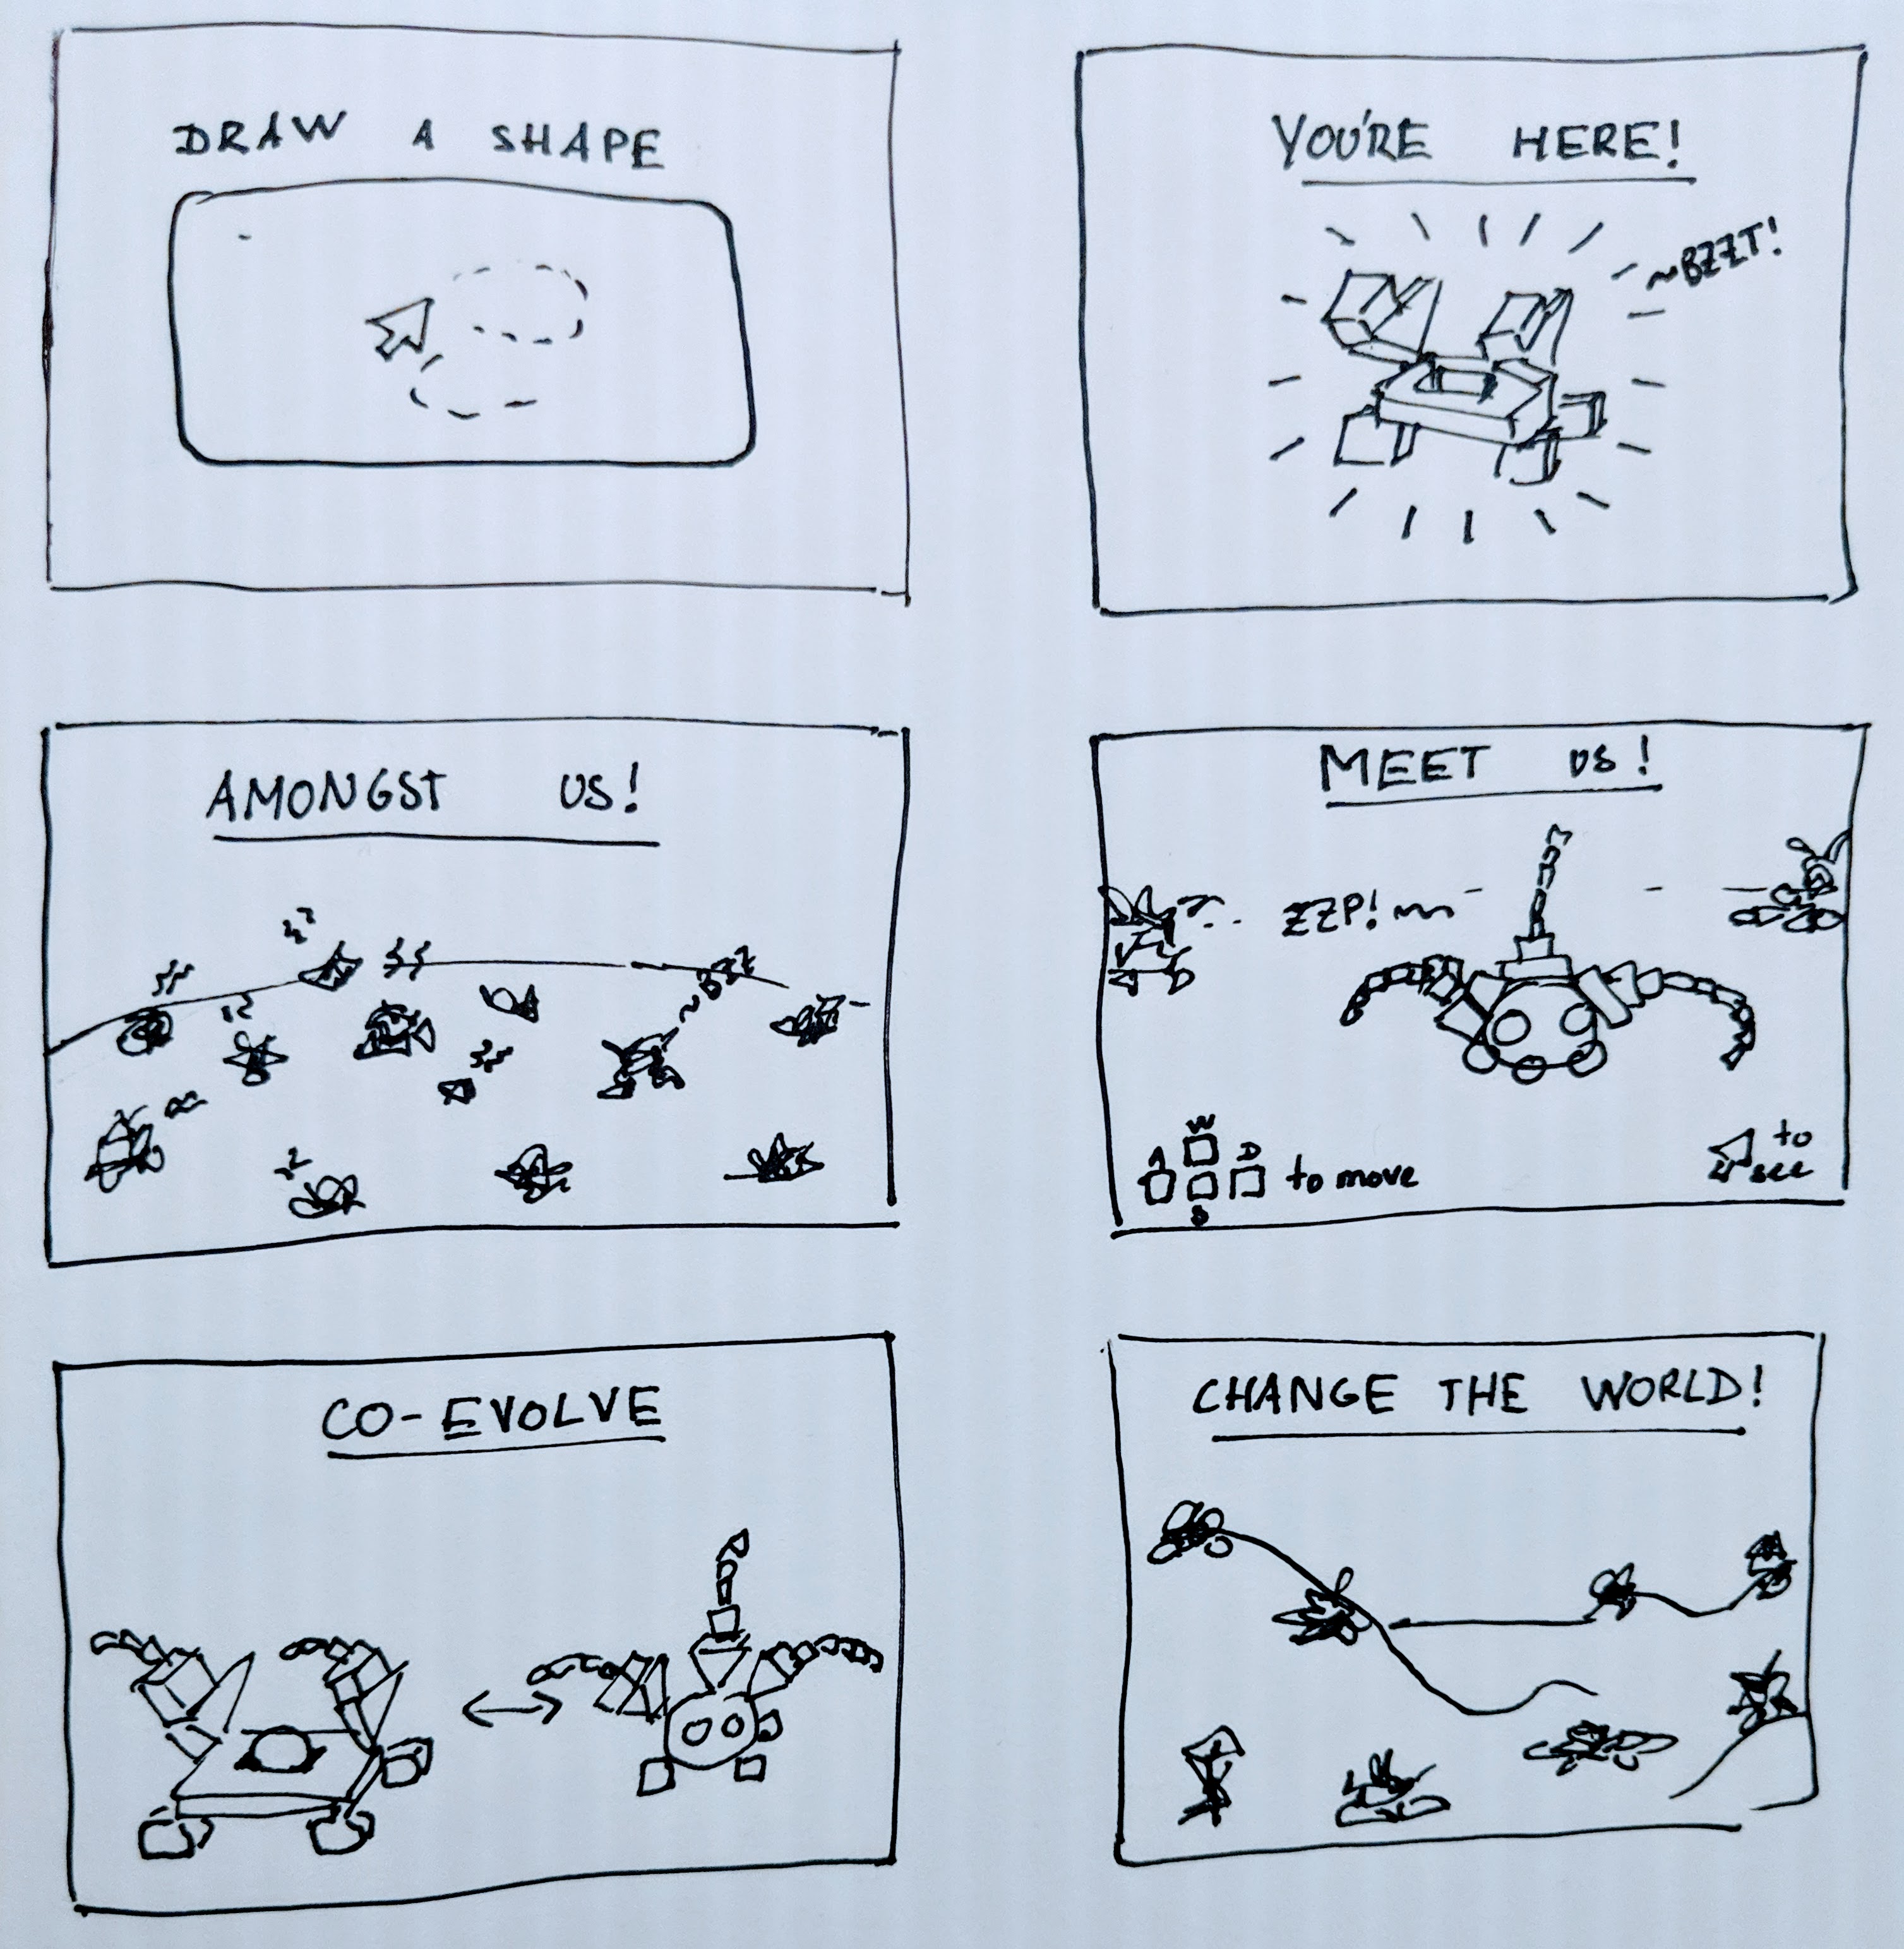 DRAW A SHAPE
YOU'RE HERE!
~BZZT!
AMONGST US!
~BZZ
MEET US!
ZZP!
W
A D
S
to move
to
see
CO-EVOLVE
CHANGE THE WORLD!